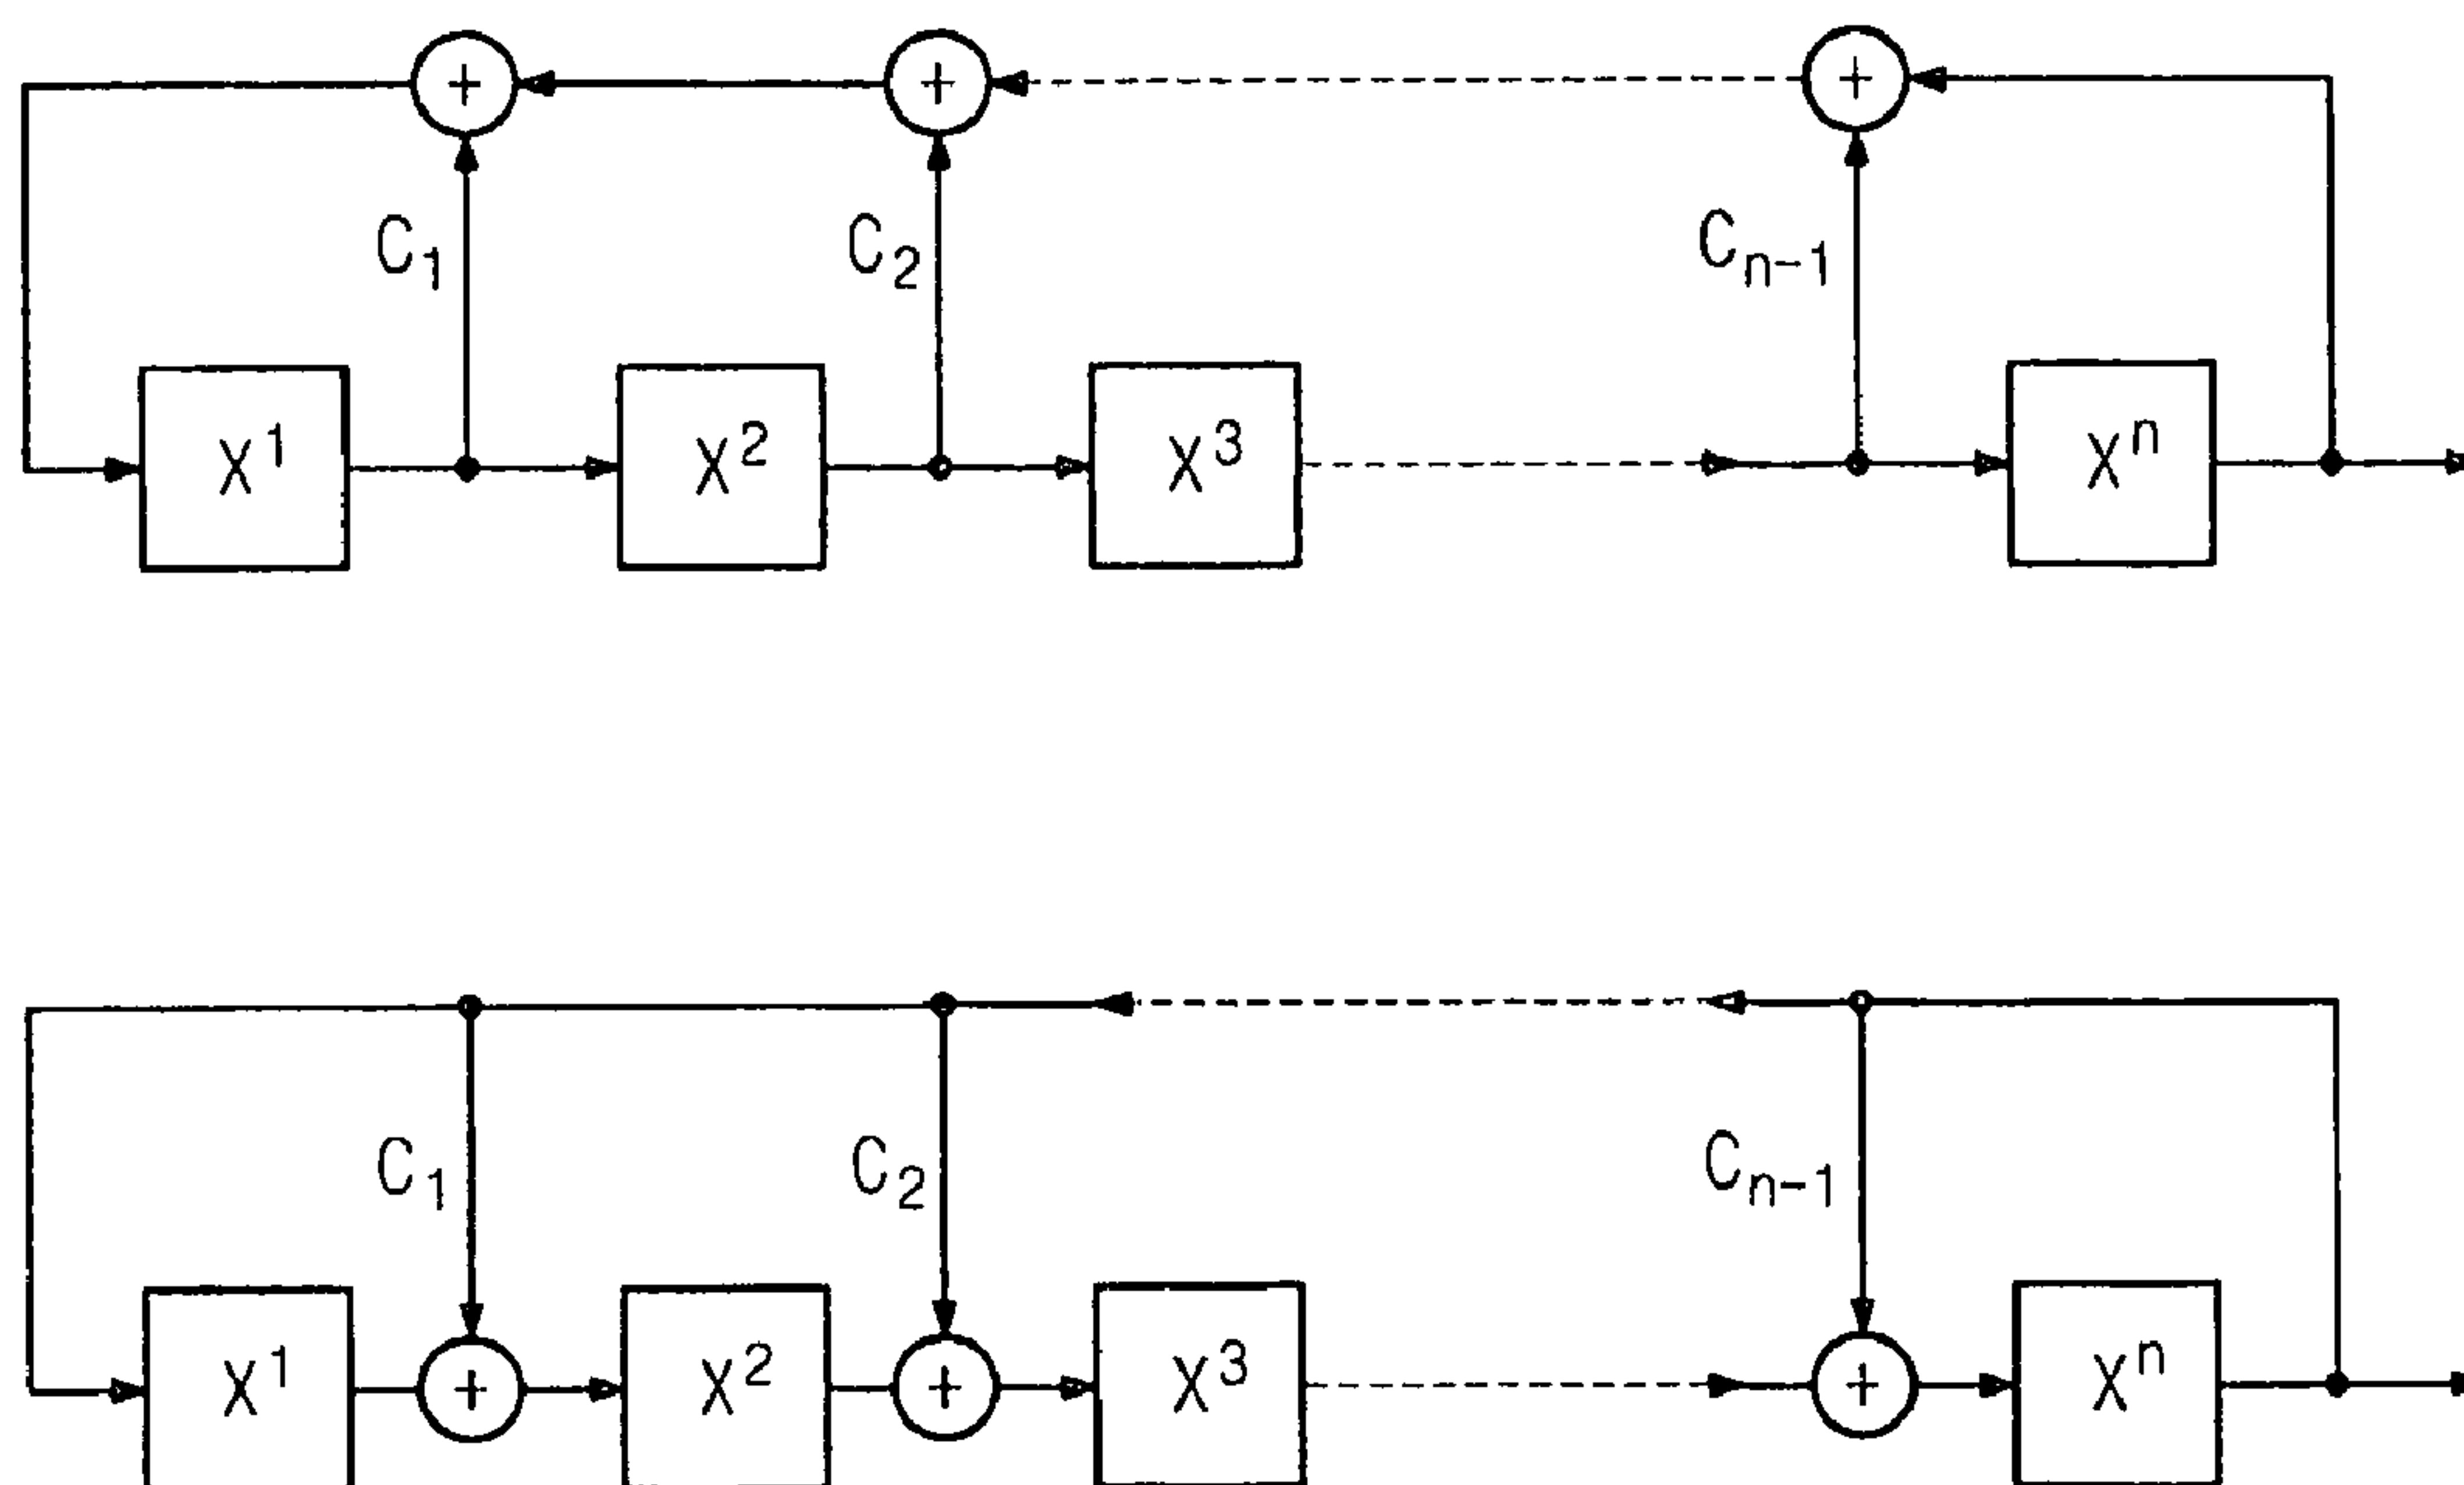 + + +
C₁ C₂ Cₙ₋₁
X¹ X² X³ Xⁿ
C₁ C₂ Cₙ₋₁
X¹ + X² + X³ + Xⁿ